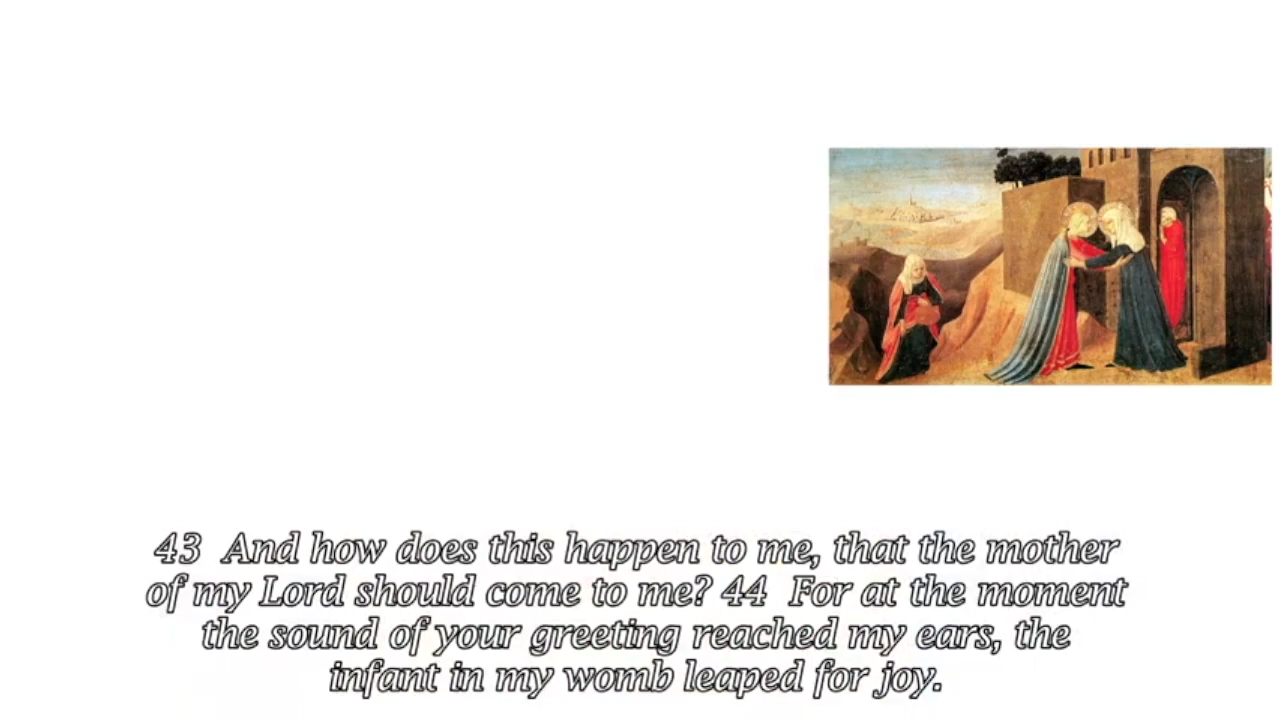 43 And how does this happen to me, that the mother
of my Lord should come to me? 44 For at the moment
the sound of your greeting reached my ears, the
infant in my womb leaped for joy.